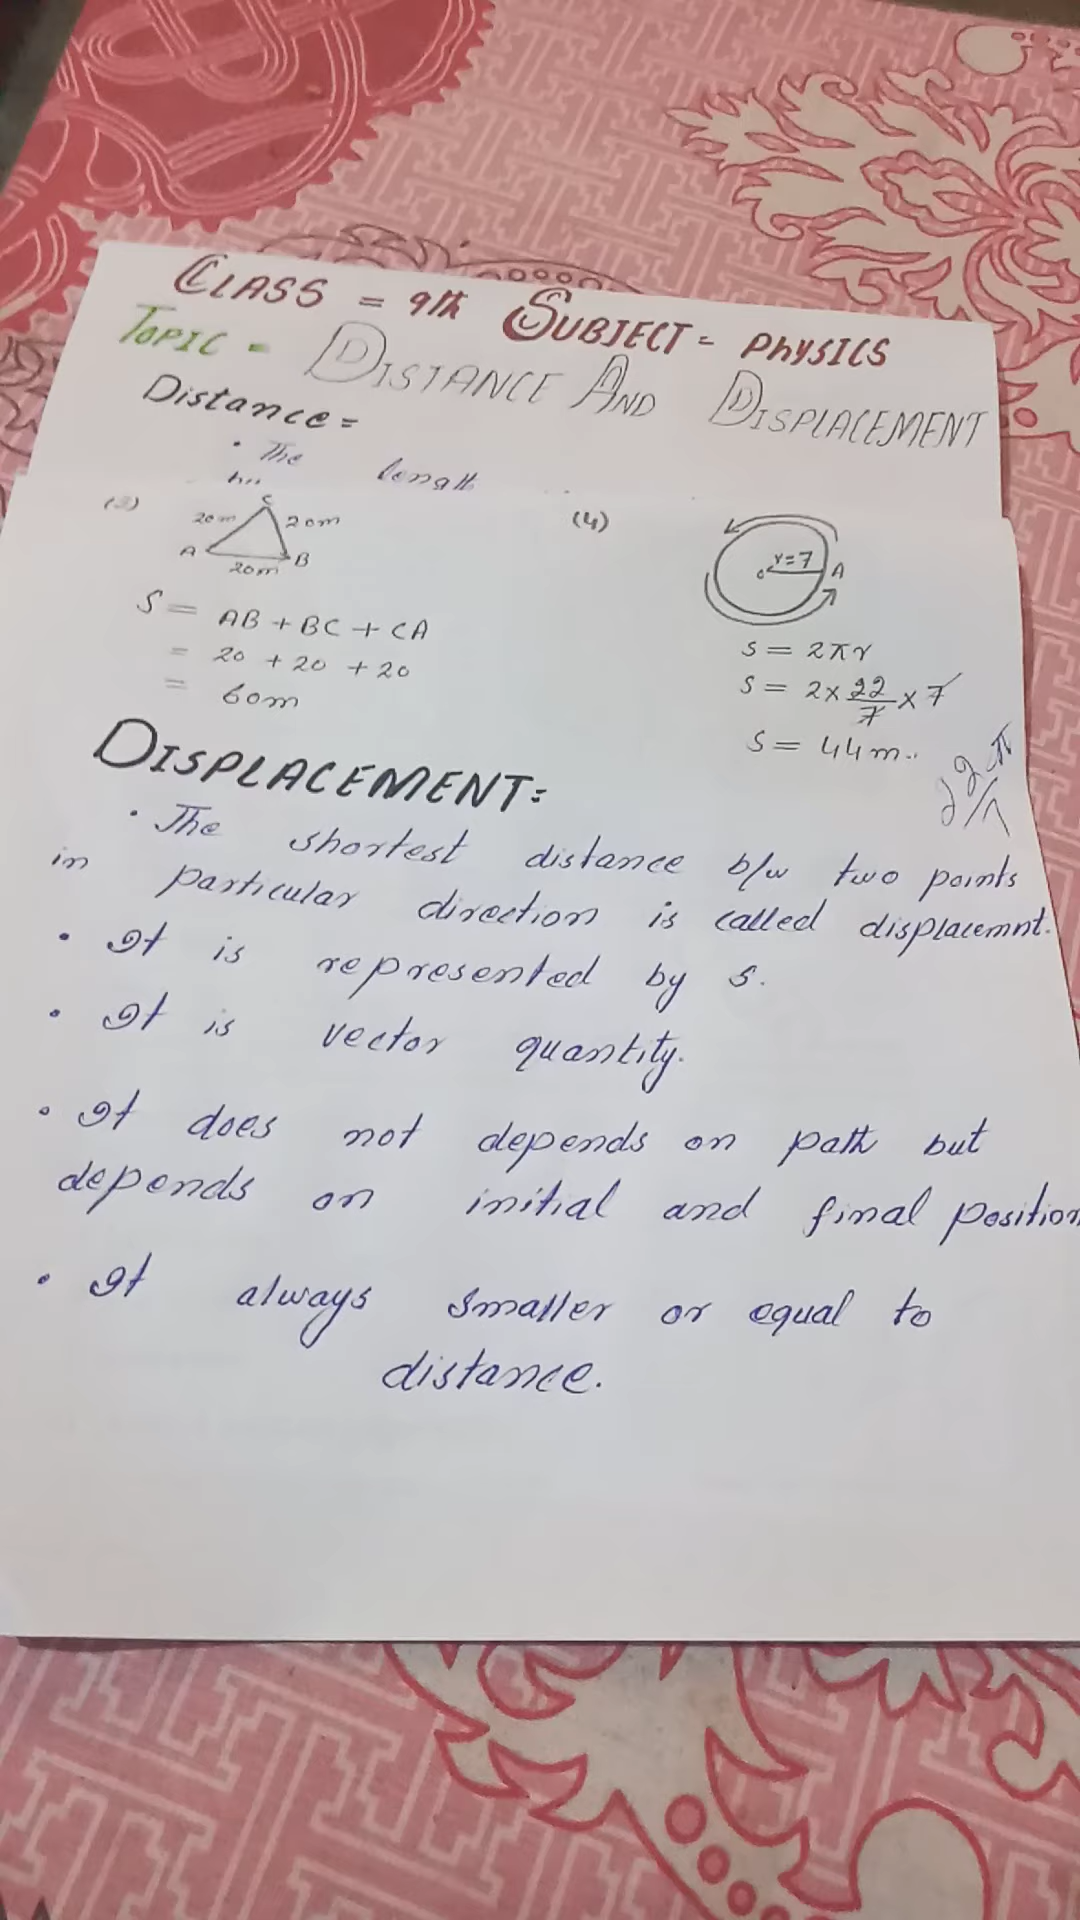 CLASS = 9th SUBJECT = PHYSICS
TOPIC = DISTANCE AND DISPLACEMENT
Distance =
• The length
(3)
C
20m 20m
A B
20m
S = AB + BC + CA
= 20 + 20 + 20
= 60m
(4)
r=7
o A
S = 2πr
S = 2 × 22/7 × 7
S = 44m..
DISPLACEMENT=
• The shortest distance b/w two points
in particular direction is called displacemnt.
• It is represented by s.
• It is vector quantity.
• It does not depends on path but
depends on initial and final position
• It always smaller or equal to
distance.